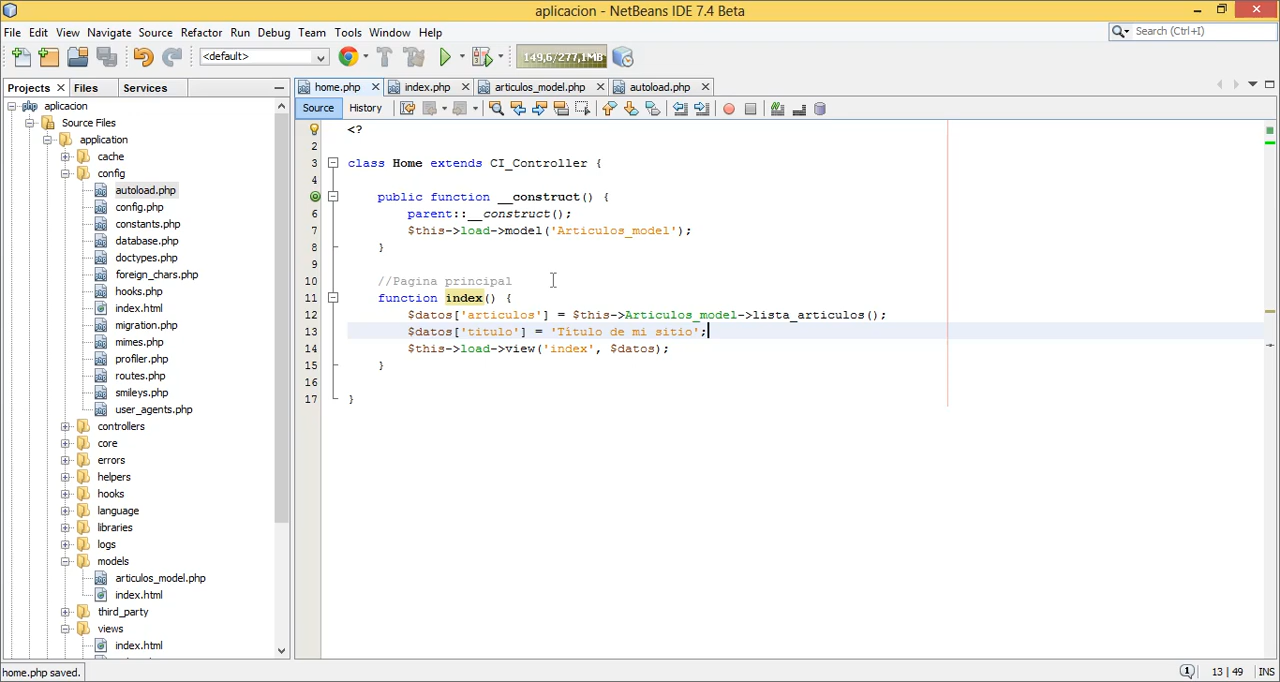 aplicacion - NetBeans IDE 7.4 Beta
File Edit View Navigate Source Refactor Run Debug Team Tools Window Help
Search (Ctrl+I)
<default>
149,6/277,1MB
Projects Files Services
home.php index.php articulos_model.php autoload.php
Source History
aplicacion
Source Files
application
cache
config
autoload.php
config.php
constants.php
database.php
doctypes.php
foreign_chars.php
hooks.php
index.html
migration.php
mimes.php
profiler.php
routes.php
smileys.php
user_agents.php
controllers
core
errors
helpers
hooks
language
libraries
logs
models
articulos_model.php
index.html
third_party
views
index.html
<?
2
3 class Home extends CI_Controller {
4
public function __construct() {
6 parent::__construct();
7 $this->load->model('Articulos_model');
8 }
9
10 //Pagina principal
11 function index() {
12 $datos['articulos'] = $this->Articulos_model->lista_articulos();
13 $datos['titulo'] = 'Título de mi sitio';
14 $this->load->view('index', $datos);
15 }
16
17 }
home.php saved.
1
13 | 49 INS